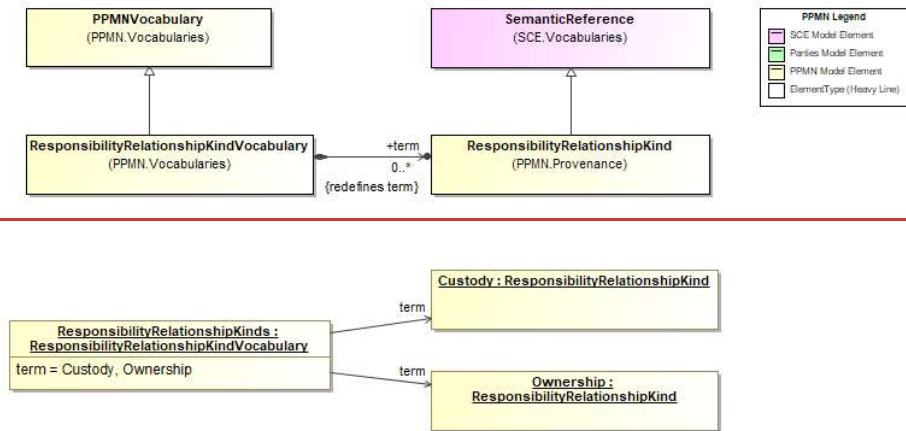 PPMNVocabulary
(PPMN.Vocabularies)
SemanticReference
(SCE.Vocabularies)
PPMN Legend
SCE Model Element
Parties Model Element
PPMN Model Element
ElementType (Heavy Line)
ResponsibilityRelationshipKindVocabulary
(PPMN.Vocabularies)
+term
0..*
{redefines term}
ResponsibilityRelationshipKind
(PPMN.Provenance)
Custody : ResponsibilityRelationshipKind
term
ResponsibilityRelationshipKinds :
ResponsibilityRelationshipKindVocabulary
term = Custody, Ownership
term
Ownership :
ResponsibilityRelationshipKind